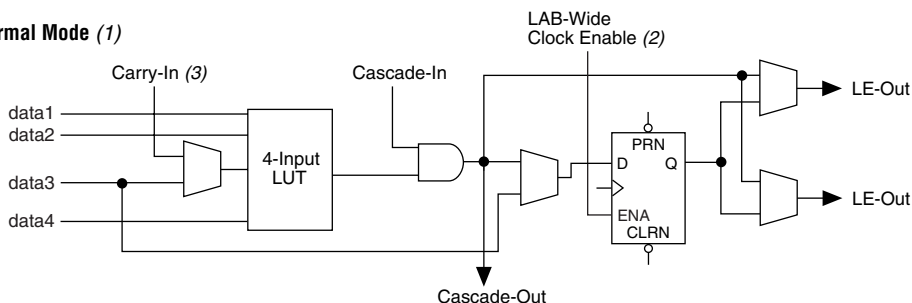 rmal Mode (1)
LAB-Wide
Clock Enable (2)
Carry-In (3)
Cascade-In
data1
data2
data3
data4
4-Input
LUT
PRN
D
Q
ENA
CLRN
LE-Out
LE-Out
Cascade-Out